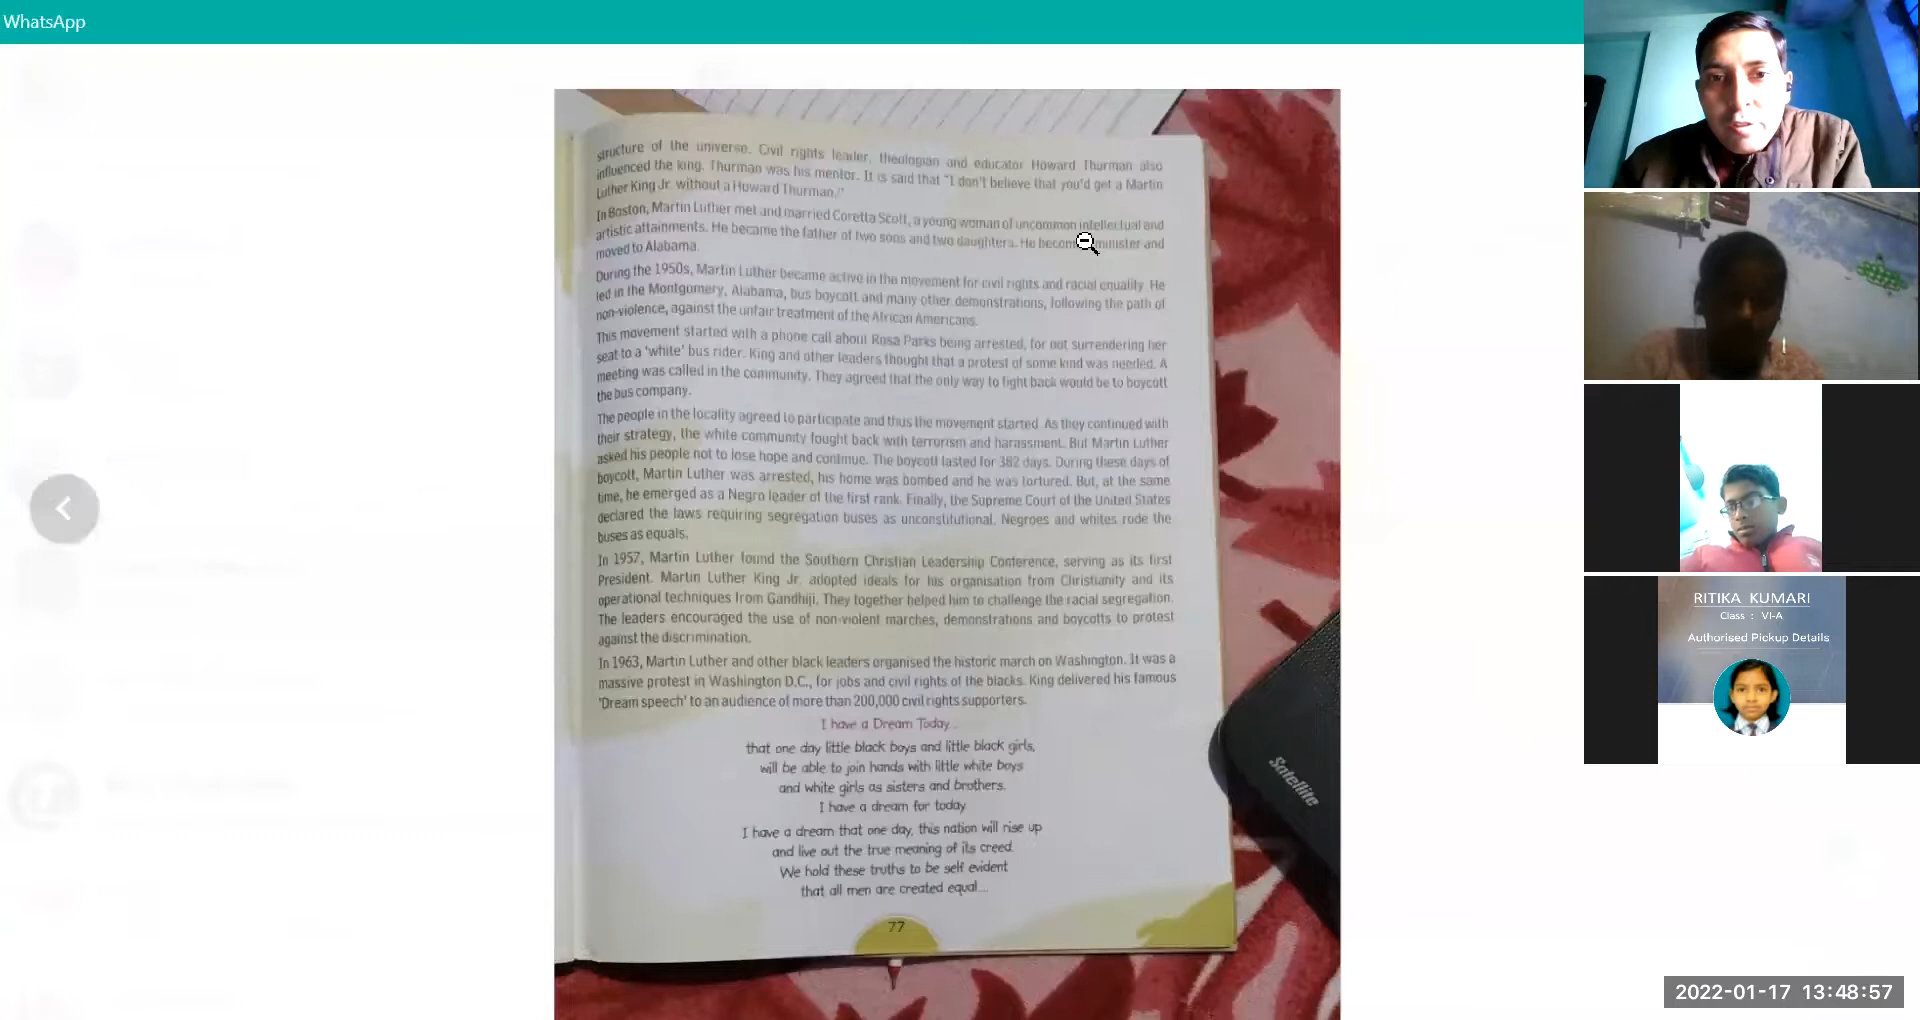 WhatsApp
structure of the universe. Civil rights leader, theologian and educator Howard Thurman also
influenced the king. Thurman was his mentor. It is said that "I don't believe that you'd get a Martin
Luther King Jr. without a Howard Thurman."
In Boston, Martin Luther met and married Coretta Scott, a young woman of uncommon intellectual and
artistic attainments. He became the father of two sons and two daughters. He becom minister and
moved to Alabama.
During the 1950s, Martin Luther became active in the movement for civil rights and racial equality. He
led in the Montgomery, Alabama, bus boycott and many other demonstrations, following the path of
non-violence, against the unfair treatment of the African Americans.
This movement started with a phone call about Rosa Parks being arrested, for not surrendering her
seat to a 'white' bus rider. King and other leaders thought that a protest of some kind was needed. A
meeting was called in the community. They agreed that the only way to fight back would be to boycott
the bus company.
The people in the locality agreed to participate and thus the movement started. As they continued with
their strategy, the white community fought back with terrorism and harassment. But Martin Luther
asked his people not to lose hope and continue. The boycott lasted for 382 days. During these days of
boycott, Martin Luther was arrested, his home was bombed and he was tortured. But, at the same
time, he emerged as a Negro leader of the first rank. Finally, the Supreme Court of the United States
declared the laws requiring segregation buses as unconstitutional. Negroes and whites rode the
buses as equals.
In 1957, Martin Luther found the Southern Christian Leadership Conference, serving as its first
President. Martin Luther King Jr. adopted ideals for his organisation from Christianity and its
operational techniques from Gandhiji. They together helped him to challenge the racial segregation.
The leaders encouraged the use of non-violent marches, demonstrations and boycotts to protest
against the discrimination.
In 1963, Martin Luther and other black leaders organised the historic march on Washington. It was a
massive protest in Washington D.C., for jobs and civil rights of the blacks. King delivered his famous
'Dream speech' to an audience of more than 200,000 civil rights supporters.
I have a Dream Today...
that one day little black boys and little black girls,
will be able to join hands with little white boys
and white girls as sisters and brothers.
I have a dream for today
I have a dream that one day, this nation will rise up
and live out the true meaning of its creed.
We hold these truths to be self evident
that all men are created equal....
77
Satellite
RITIKA KUMARI
Class : VI-A
Authorised Pickup Details
2022-01-17 13:48:57